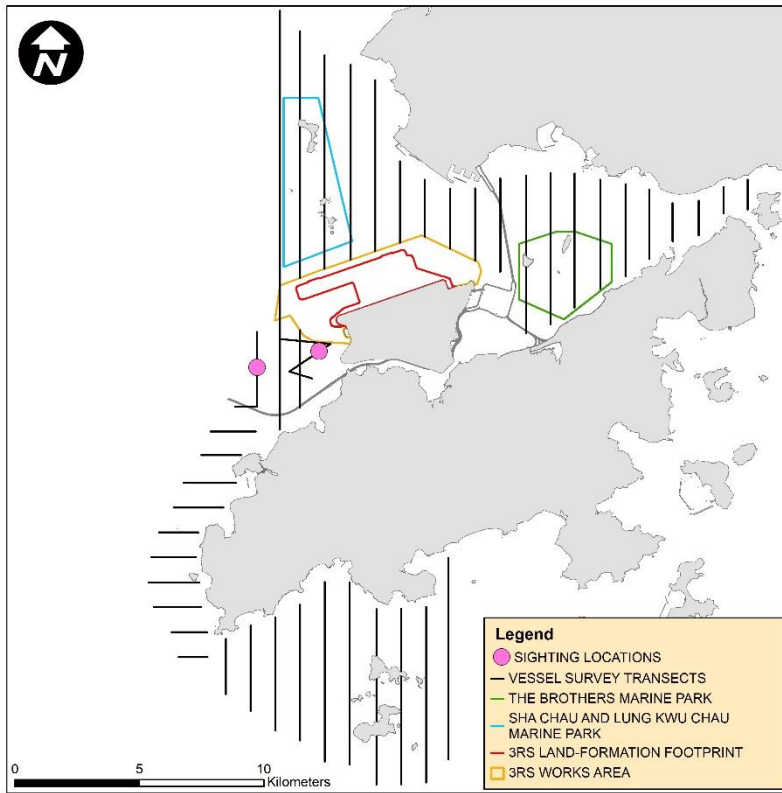 N
Legend
SIGHTING LOCATIONS
VESSEL SURVEY TRANSECTS
THE BROTHERS MARINE PARK
SHA CHAU AND LUNG KWU CHAU
MARINE PARK
3RS LAND-FORMATION FOOTPRINT
3RS WORKS AREA
0 5 10
Kilometers